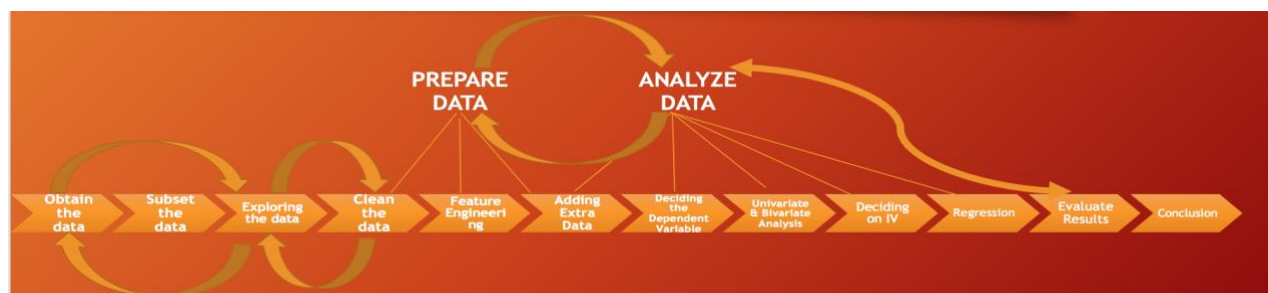 PREPARE
DATA
ANALYZE
DATA
Obtain
the
data
Subset
the
data
Exploring
the data
Clean
the
data
Feature
Engineeri
ng
Adding
Extra
Data
Deciding
the
Dependent
Variable
Univariate
& Bivariate
Analysis
Deciding
on IV
Regression
Evaluate
Results
Conclusion